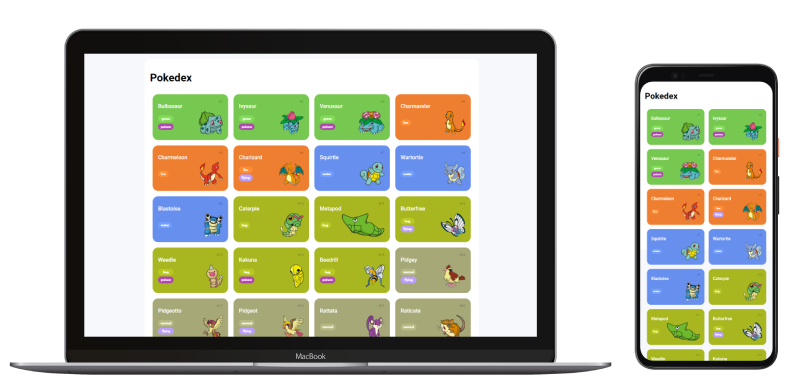 Pokedex
Bulbasaur Ivysaur Venusaur Charmander
grass grass grass fire
poison poison poison
Charmeleon Charizard Squirtle Wartortle
fire fire water water
flying
Blastoise Caterpie Metapod Butterfree
water bug bug bug
flying
Weedle Kakuna Beedrill Pidgey
bug bug bug normal
poison poison poison flying
Pidgeotto Pidgeot Rattata Raticate
normal normal normal normal
flying flying
MacBook
Pokedex
Bulbasaur Ivysaur
grass grass
poison poison
Venusaur Charmander
grass fire
poison
Charmeleon Charizard
fire fire
flying
Squirtle Wartortle
water water
Blastoise Caterpie
water bug
Metapod Butterfree
bug bug
flying
Weedle Kakuna